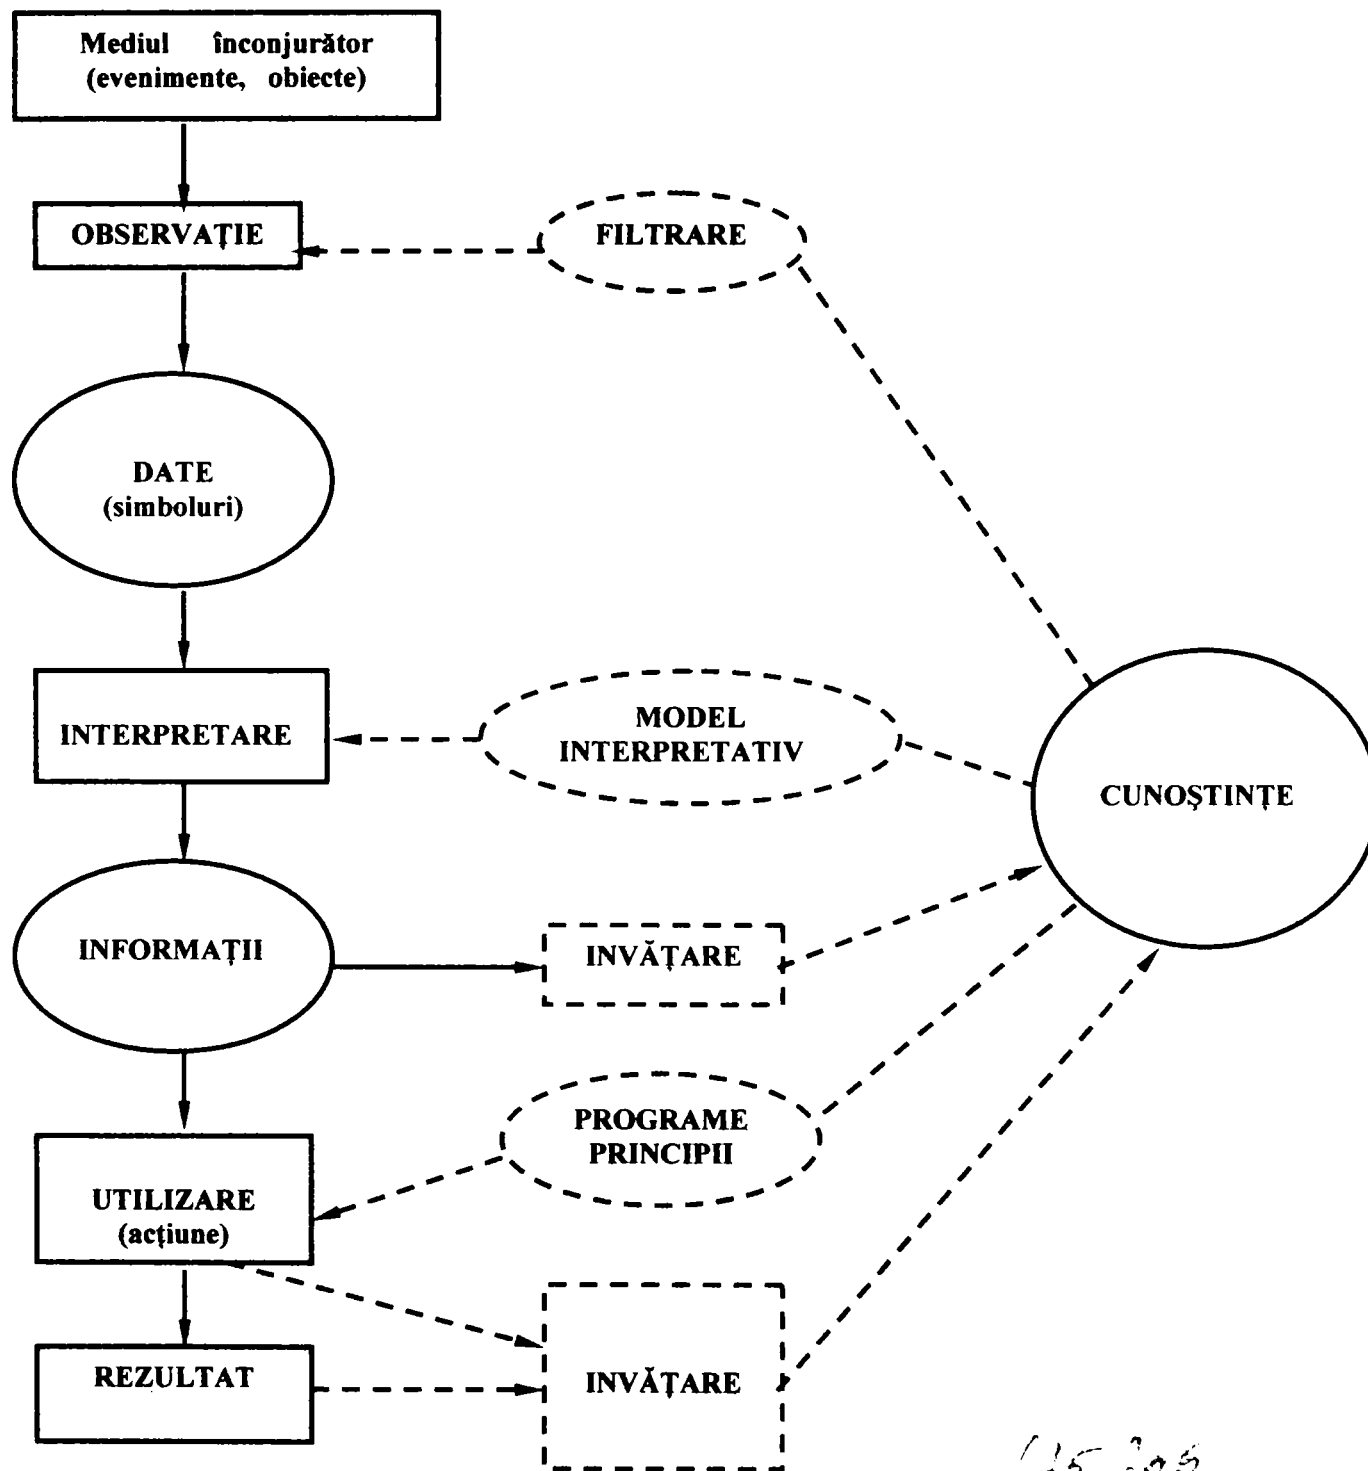 Mediul înconjurător
(evenimente, obiecte)
OBSERVAȚIE
FILTRARE
DATE
(simboluri)
INTERPRETARE
MODEL
INTERPRETATIV
CUNOŞTINȚE
INFORMAȚII
INVĂȚARE
PROGRAME
PRINCIPII
UTILIZARE
(acțiune)
REZULTAT
INVĂȚARE